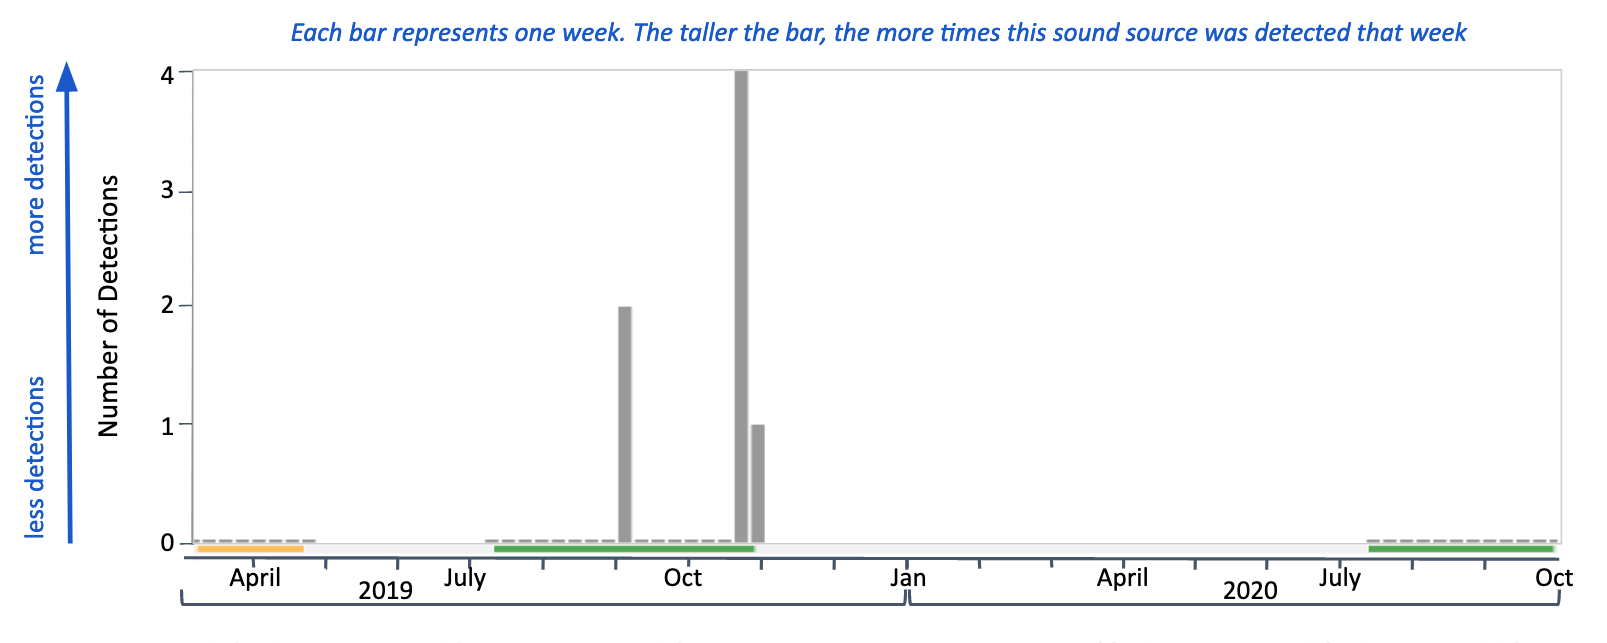 Each bar represents one week. The taller the bar, the more times this sound source was detected that week
more detections
less detections
Number of Detections
4
3
2
1
0
April
July
Oct
Jan
April
July
Oct
2019
2020